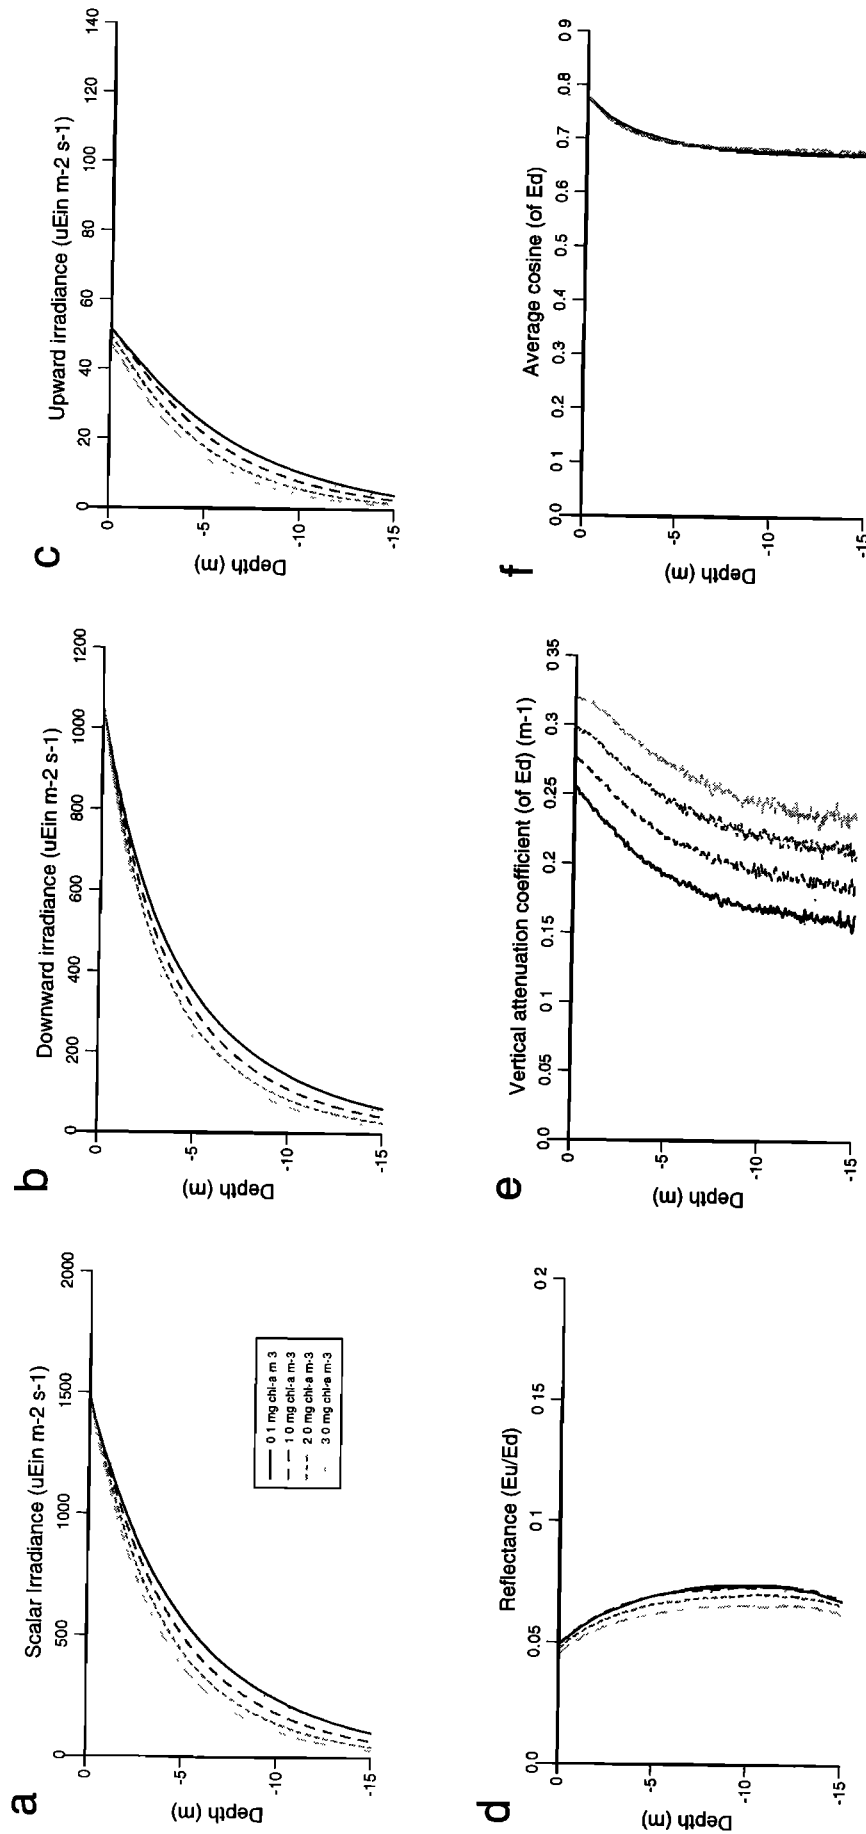 a
Scalar Irradiance (uEin m-2 s-1)
0 500 1000 1500 2000
0
-5
-10
-15
Depth (m)
0 1 mg chl-a m 3
1 0 mg chl-a m-3
2 0 mg chl-a m-3
3 0 mg chl-a m-3
b
Downward irradiance (uEin m-2 s-1)
0 200 400 600 800 1000 1200
0
-5
-10
-15
Depth (m)
c
Upward irradiance (uEin m-2 s-1)
0 20 40 60 80 100 120 140
0
-5
-10
-15
Depth (m)
d
Reflectance (Eu/Ed)
0.0 0.05 0 1 0 15 0 2
0
-5
-10
-15
Depth (m)
e
Vertical attenuation coefficient (of Ed) (m-1)
0.0 0.05 0 1 0.15 0 2 0.25 0.3 0 35
0
-5
-10
-15
Depth (m)
f
Average cosine (of Ed)
0.0 0 1 0.2 0.3 0.4 0.5 0.6 0.7 0.8 0 9
0
-5
-10
-15
Depth (m)